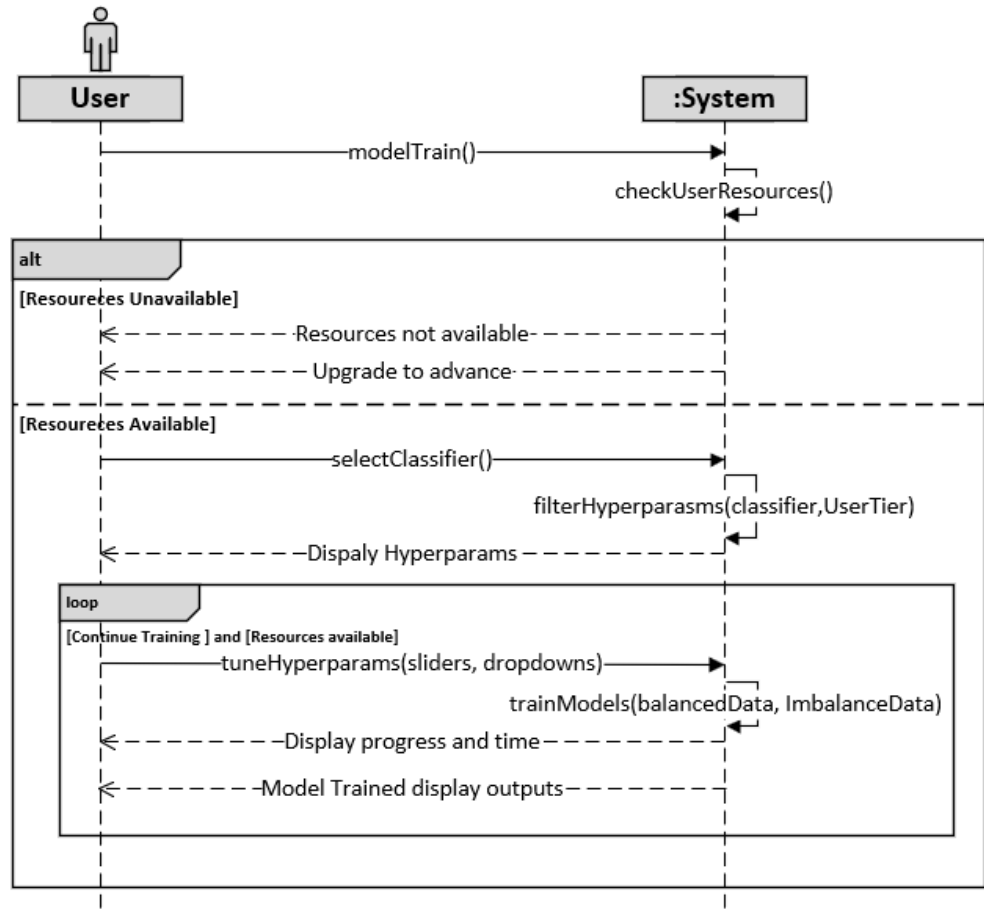 User
:System
modelTrain()
checkUserResources()
alt
[Resoureces Unavailable]
Resources not available
Upgrade to advance
[Resoureces Available]
selectClassifier()
filterHyperparasms(classifier,UserTier)
Dispaly Hyperparams
loop
[Continue Training ] and [Resources available]
tuneHyperparams(sliders, dropdowns)
trainModels(balancedData, ImbalanceData)
Display progress and time
Model Trained display outputs